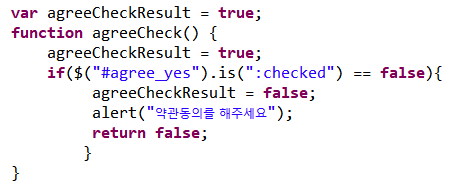 var agreeCheckResult = true;
function agreeCheck() {
    agreeCheckResult = true;
    if($("#agree_yes").is(":checked") == false){
        agreeCheckResult = false;
        alert("약관동의를 해주세요");
        return false;
       }
}